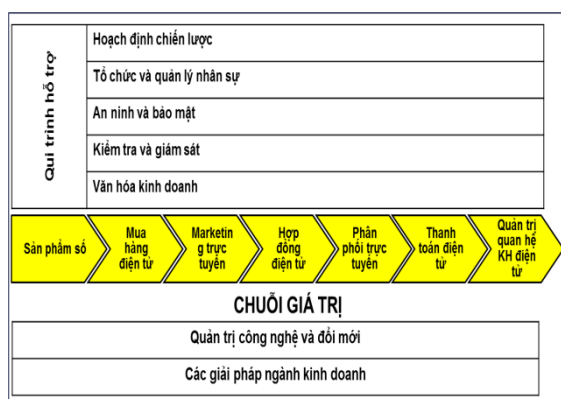 Qui trình hỗ trợ
Hoạch định chiến lược
Tổ chức và quản lý nhân sự
An ninh và bảo mật
Kiểm tra và giám sát
Văn hóa kinh doanh
Sản phẩm số
Mua
hàng
điện tử
Marketin
g trực
tuyến
Hợp
đồng
điện tử
Phân
phối trực
tuyến
Thanh
toán điện
tử
Quản trị
quan hệ
KH điện
tử
CHUỖI GIÁ TRỊ
Quản trị công nghệ và đổi mới
Các giải pháp ngành kinh doanh